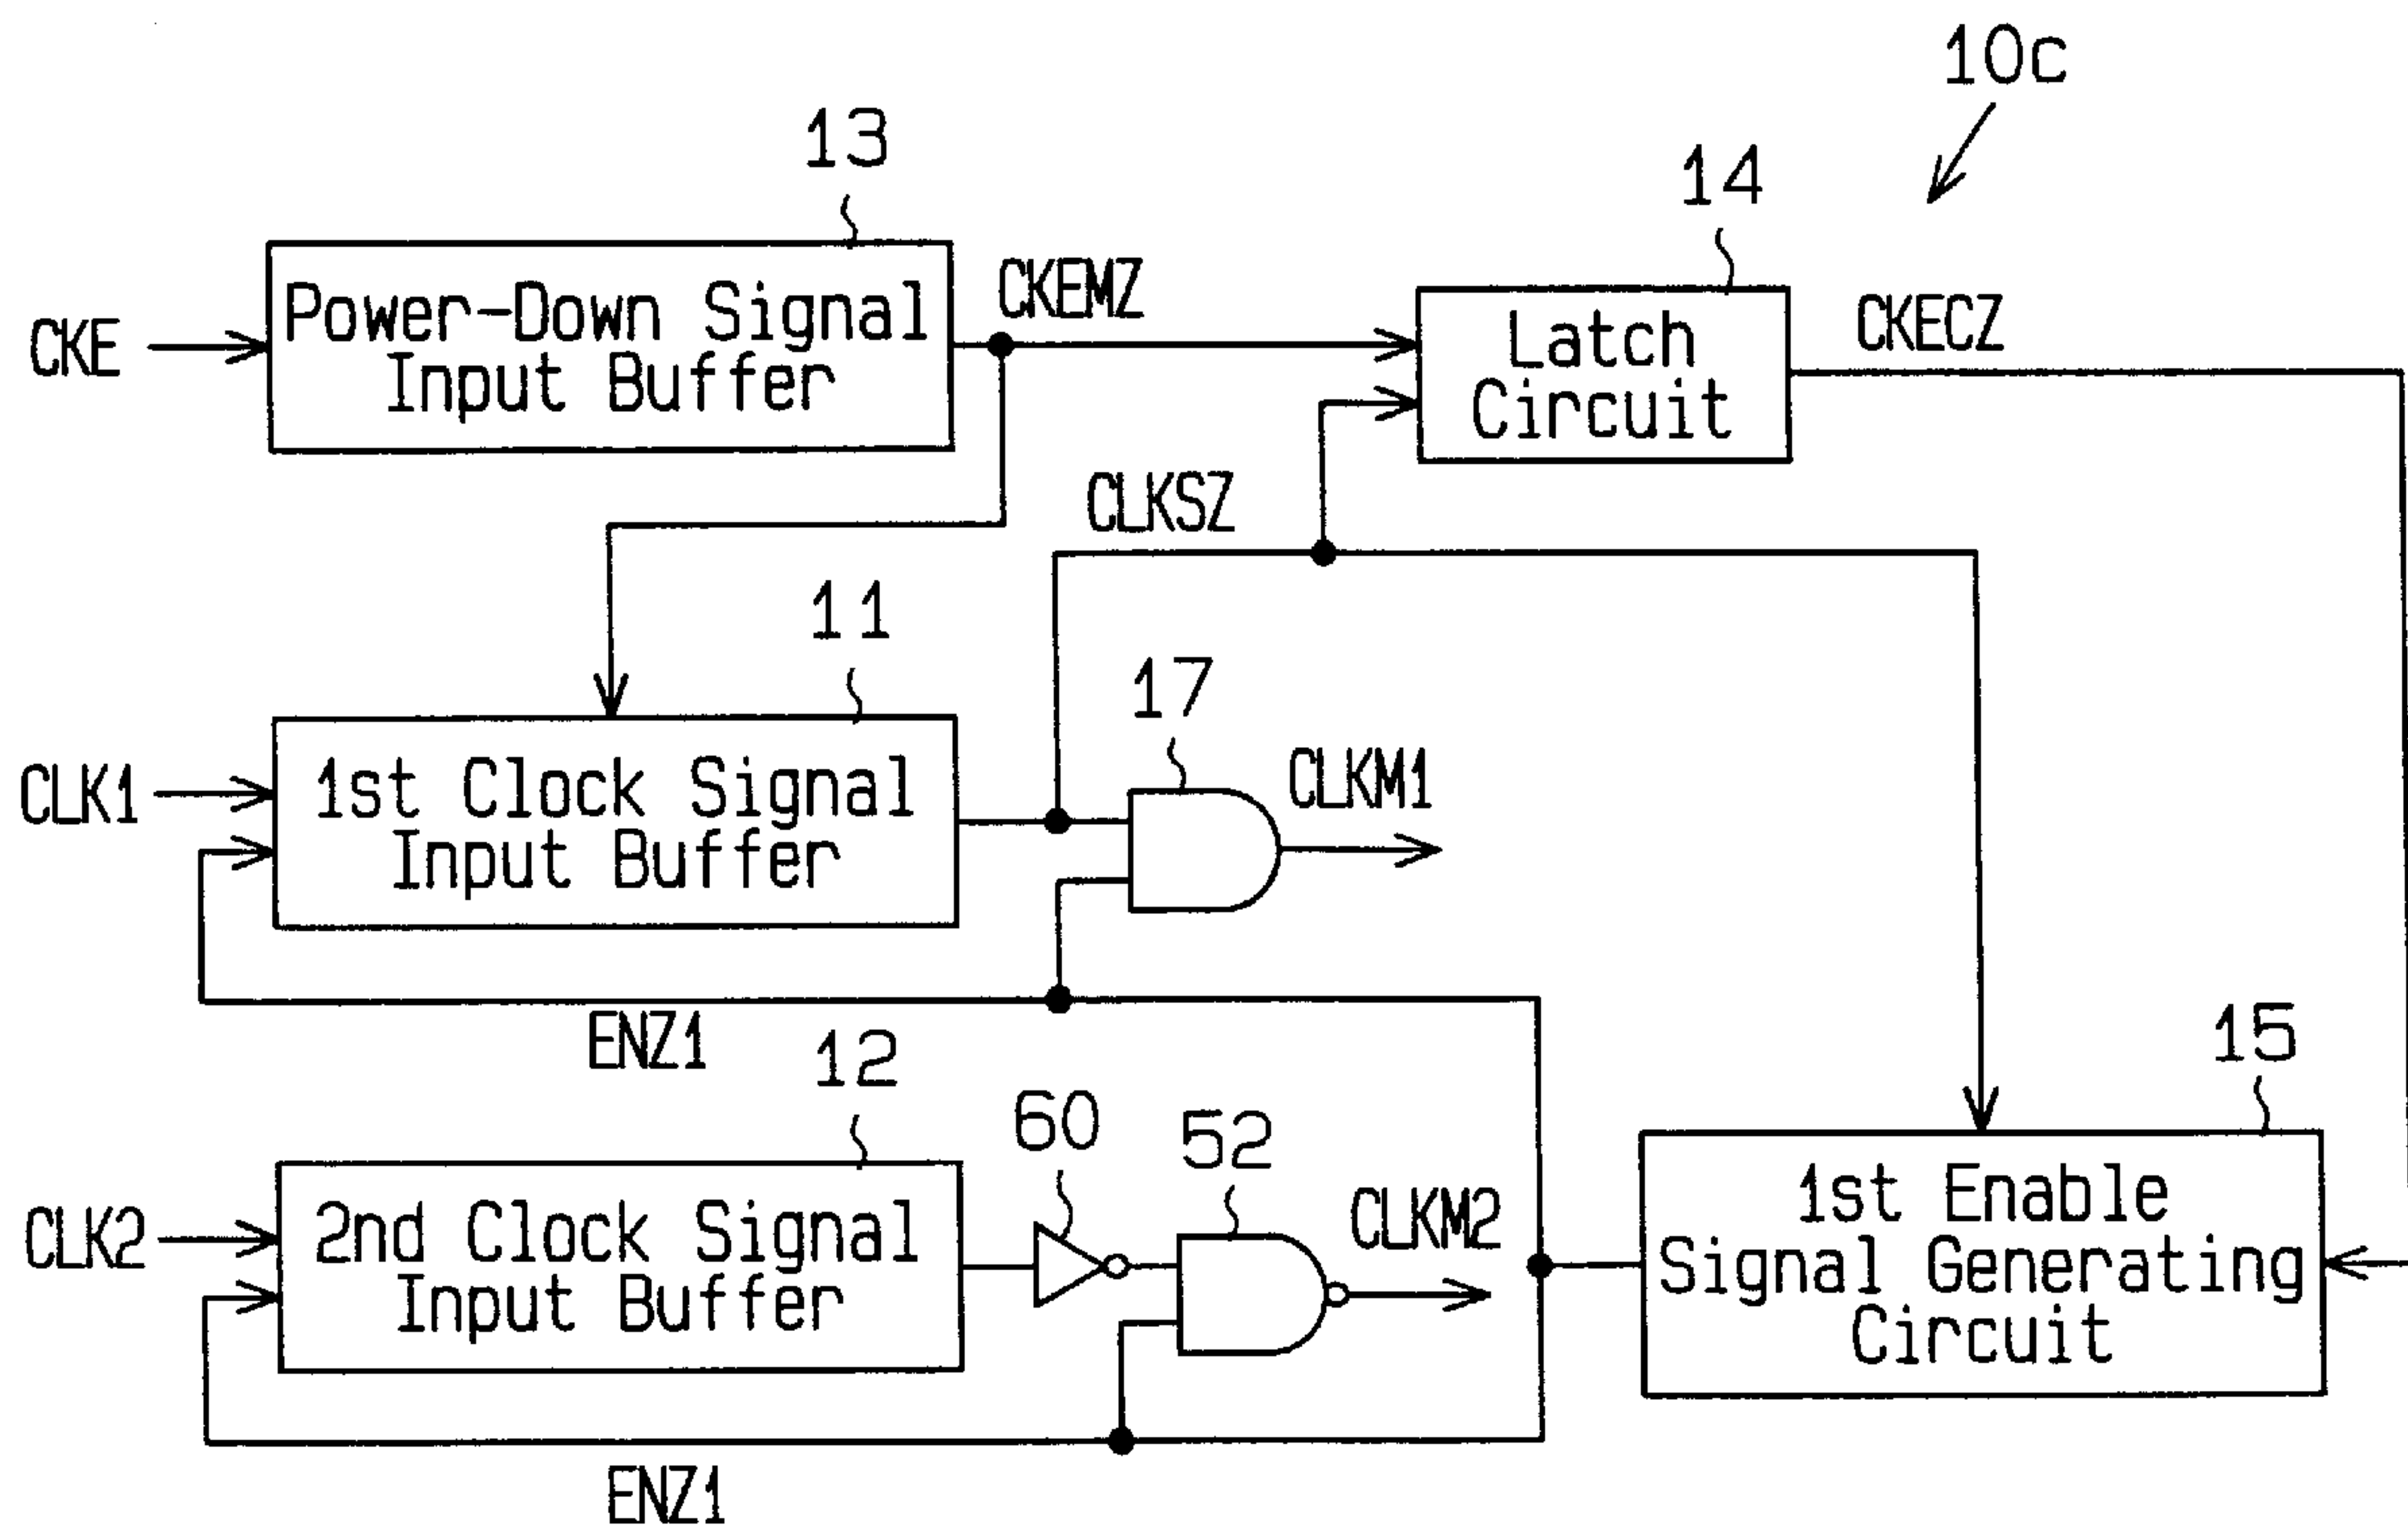 10c
13
14
CKE
Power-Down Signal
Input Buffer
CKEMZ
Latch
Circuit
CKECZ
CLKSZ
11
17
CLK1
1st Clock Signal
Input Buffer
CLKM1
ENZ1
12
60
52
15
CLK2
2nd Clock Signal
Input Buffer
CLKM2
1st Enable
Signal Generating
Circuit
ENZ1